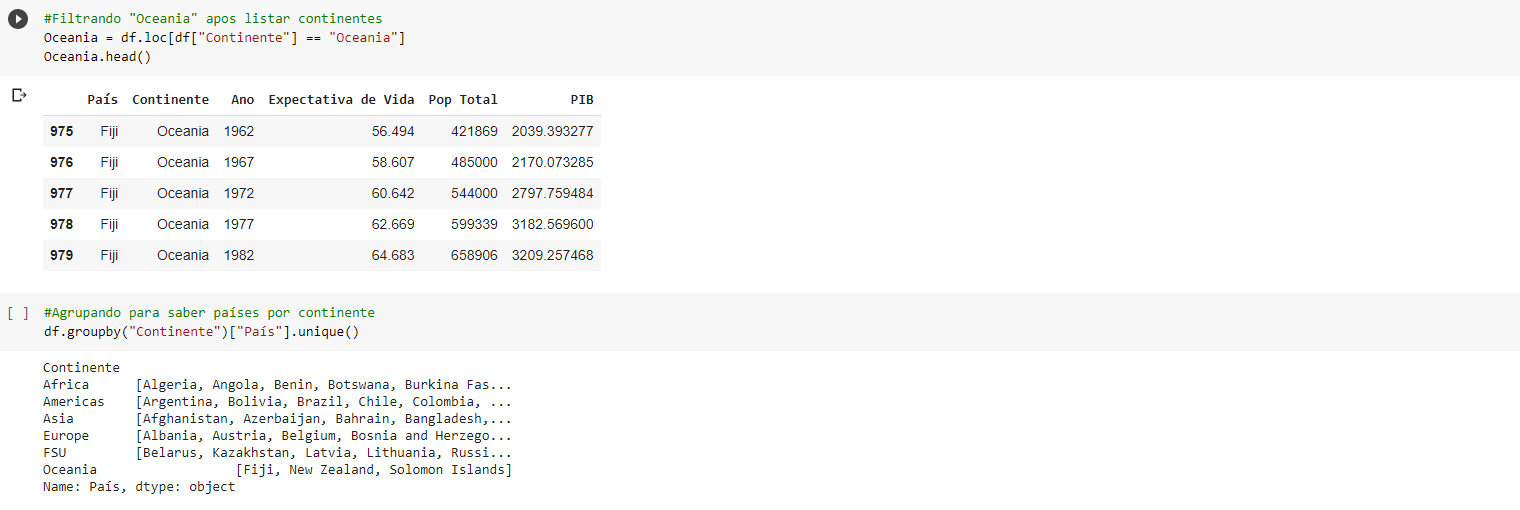 #Filtrando "Oceania" apos listar continentes
Oceania = df.loc[df["Continente"] == "Oceania"]
Oceania.head()
País Continente Ano Expectativa de Vida Pop Total PIB
975 Fiji Oceania 1962 56.494 421869 2039.393277
976 Fiji Oceania 1967 58.607 485000 2170.073285
977 Fiji Oceania 1972 60.642 544000 2797.759484
978 Fiji Oceania 1977 62.669 599339 3182.569600
979 Fiji Oceania 1982 64.683 658906 3209.257468
[ ] #Agrupando para saber países por continente
df.groupby("Continente")["País"].unique()
Continente
Africa [Algeria, Angola, Benin, Botswana, Burkina Fas...
Americas [Argentina, Bolivia, Brazil, Chile, Colombia, ...
Asia [Afghanistan, Azerbaijan, Bahrain, Bangladesh,...
Europe [Albania, Austria, Belgium, Bosnia and Herzego...
FSU [Belarus, Kazakhstan, Latvia, Lithuania, Russi...
Oceania [Fiji, New Zealand, Solomon Islands]
Name: País, dtype: object